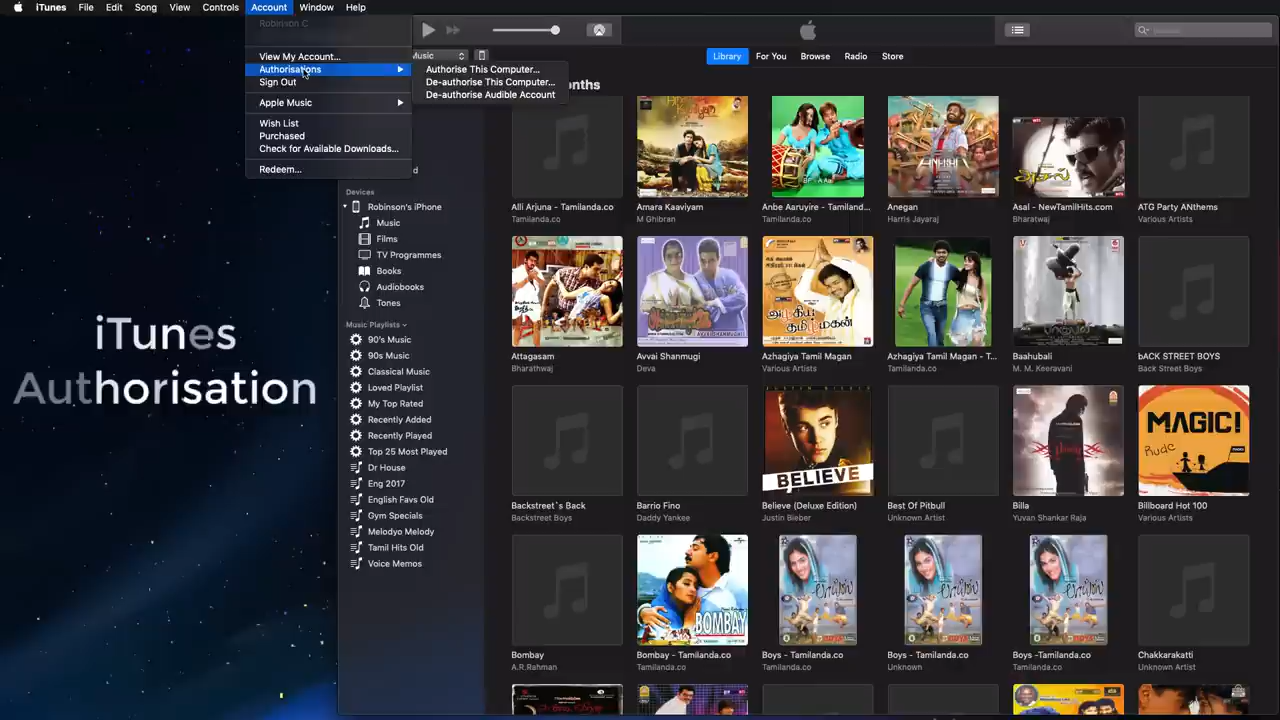 iTunes File Edit Song View Controls Account Window Help
Robinson C
View My Account...
Authorisations
Sign Out
Apple Music
Wish List
Purchased
Check for Available Downloads...
Redeem...
Authorise This Computer...
De-authorise This Computer...
De-authorise Audible Account
Music
Library For You Browse Radio Store
onths
Devices
Robinson's iPhone
Music
Films
TV Programmes
Books
Audiobooks
Tones
Music Playlists
90's Music
90s Music
Classical Music
Loved Playlist
My Top Rated
Recently Added
Recently Played
Top 25 Most Played
Dr House
Eng 2017
English Favs Old
Gym Specials
Melodyo Melody
Tamil Hits Old
Voice Memos
iTunes
Authorisation
Alli Arjuna - Tamilanda.co
Tamilanda.co
Amara Kaaviyam
M Ghibran
Anbe Aaruyire - Tamiland...
Tamilanda.co
Anegan
Harris Jayaraj
Asal - NewTamilHits.com
Bharatwaj
ATG Party ANthems
Various Artists
Attagasam
Bharathwaj
AVVAI SHANMUGHI
Avvai Shanmugi
Deva
அழகிய
தமிழ் மகன்
Azhagiya Tamil Magan
Various Artists
Azhagiya Tamil Magan - T...
Tamilanda.co
Baahubali
M. M. Keeravani
bACK STREET BOYS
Back Street Boys
Backstreet`s Back
Backstreet Boys
Barrio Fino
Daddy Yankee
JUSTIN BIEBER
BELIEVE
Believe (Deluxe Edition)
Justin Bieber
Best Of Pitbull
Unknown Artist
Billa
Yuvan Shankar Raja
MAGIC!
Rude
Billboard Hot 100
Various Artists
Bombay
A.R.Rahman
BOMBAY
Bombay - Tamilanda.co
Tamilanda.co
Boys - Tamilanda.co
Tamilanda.co
Boys - Tamilanda.co
Unknown
Boys -Tamilanda.co
Tamilanda.co
Chakkarakatti
Unknown Artist